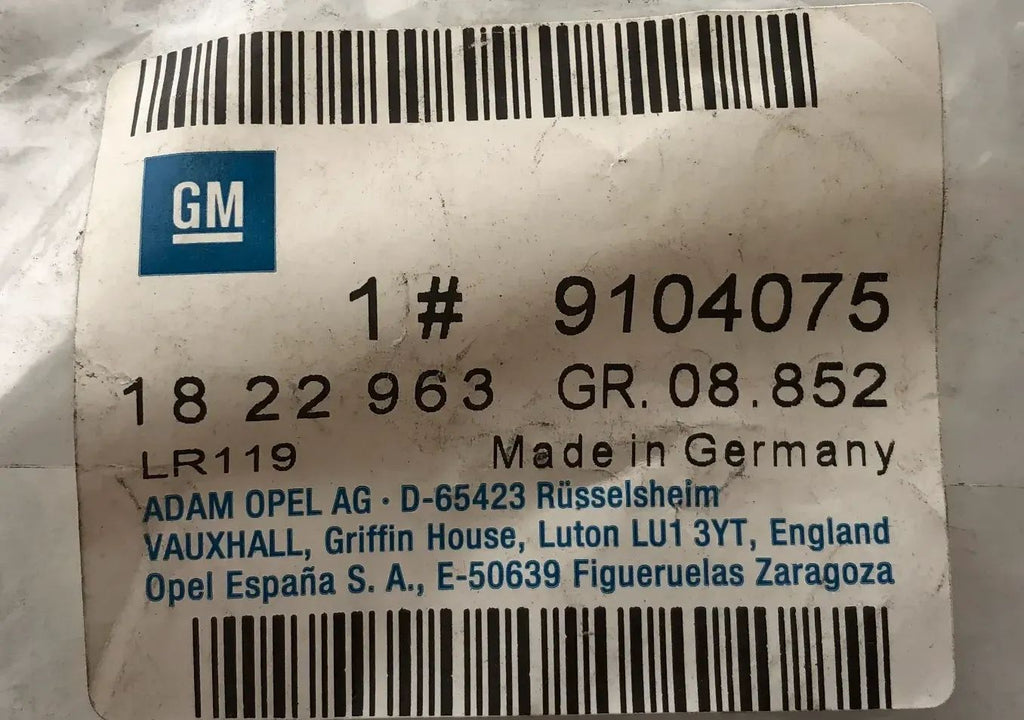 GM
1 # 9104075
18 22 963 GR. 08.852
LR119 Made in Germany
ADAM OPEL AG · D-65423 Rüsselsheim
VAUXHALL, Griffin House, Luton LU1 3YT, England
Opel España S. A., E-50639 Figueruelas Zaragoza